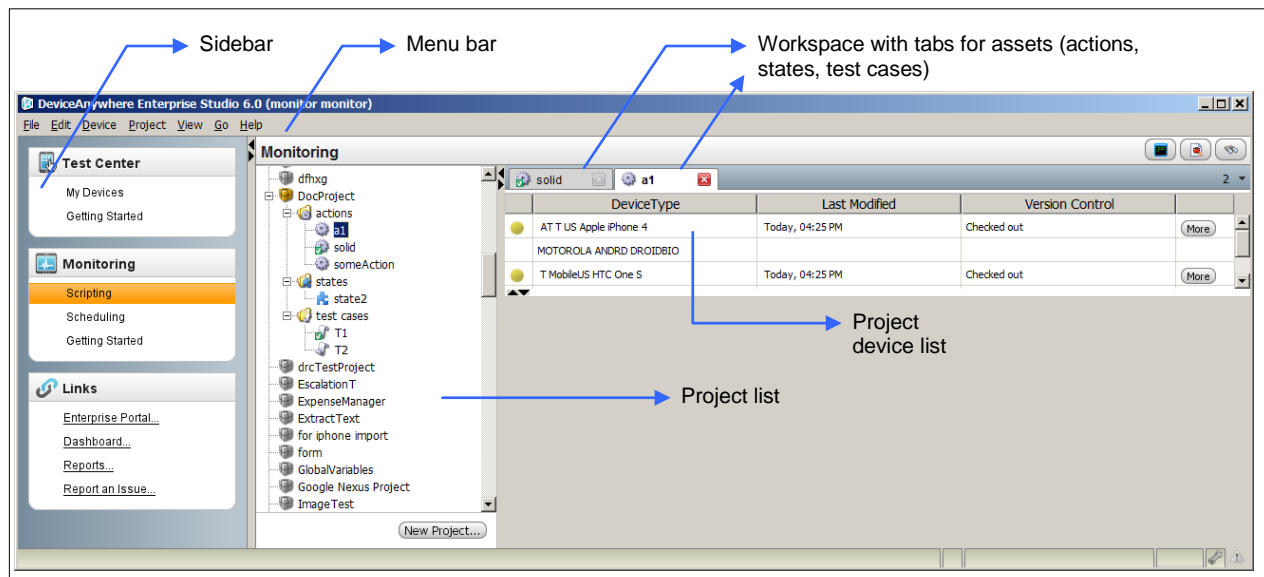 Sidebar
Menu bar
Workspace with tabs for assets (actions,
states, test cases)
DeviceAnywhere Enterprise Studio 6.0 (monitor monitor)
File Edit Device Project View Go Help
Test Center
My Devices
Getting Started
Monitoring
Scripting
Scheduling
Getting Started
Links
Enterprise Portal...
Dashboard...
Reports...
Report an Issue...
Monitoring
dfhxg
DocProject
actions
a1
solid
someAction
states
state2
test cases
T1
T2
drcTestProject
EscalationT
ExpenseManager
ExtractText
for iphone import
form
GlobalVariables
Google Nexus Project
ImageTest
New Project...
solid
a1
2
DeviceType Last Modified Version Control
AT T US Apple iPhone 4 Today, 04:25 PM Checked out More
MOTOROLA ANDRD DROIDBIO
T MobileUS HTC One S Today, 04:25 PM Checked out More
Project
device list
Project list